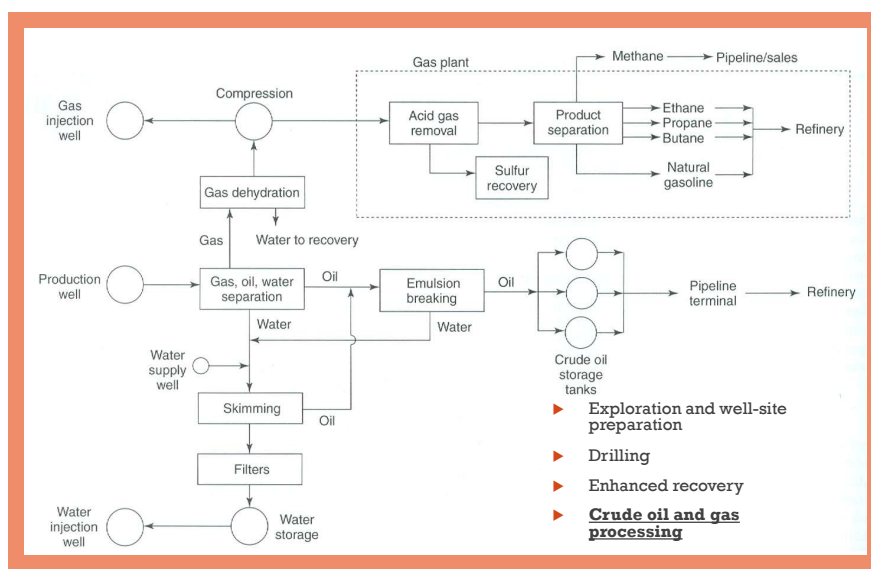 Gas plant
Methane
Pipeline/sales
Compression
Gas
injection
well
Acid gas
removal
Product
separation
Ethane
Propane
Butane
Refinery
Sulfur
recovery
Natural
gasoline
Gas dehydration
Gas
Water to recovery
Production
well
Gas, oil, water
separation
Oil
Emulsion
breaking
Oil
Pipeline
terminal
Refinery
Water
Water
Water
supply
well
Crude oil
storage
tanks
Skimming
Oil
Filters
Water
injection
well
Water
storage
Exploration and well-site
preparation
Drilling
Enhanced recovery
Crude oil and gas
processing